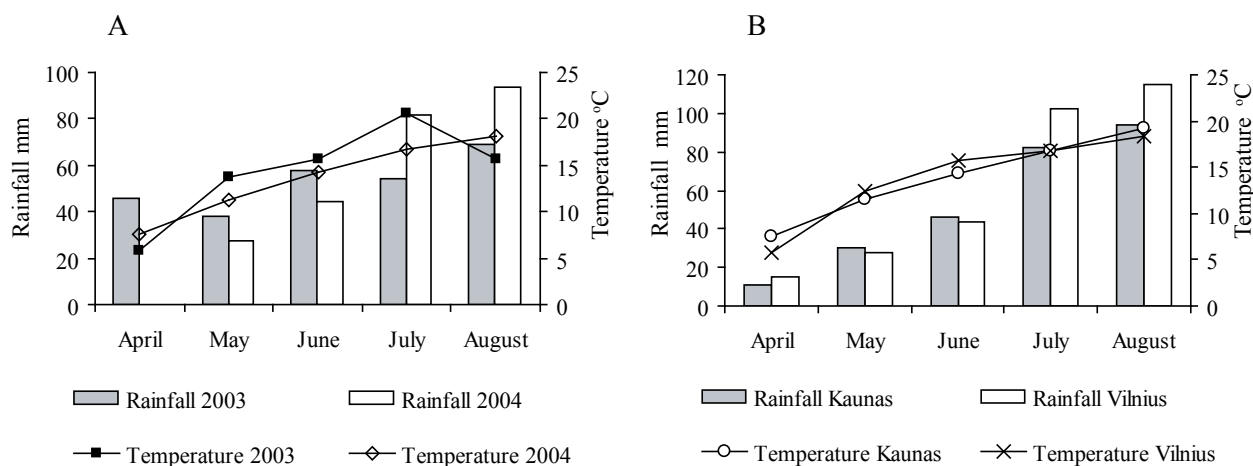 A
Rainfall mm
100
80
60
40
20
0
25
20
15
10
5
0
Temperature ºC
April May June July August
Rainfall 2003 Rainfall 2004
Temperature 2003 Temperature 2004
B
Rainfall mm
120
100
80
60
40
20
0
25
20
15
10
5
0
Temperature ºC
April May June July August
Rainfall Kaunas Rainfall Vilnius
Temperature Kaunas Temperature Vilnius